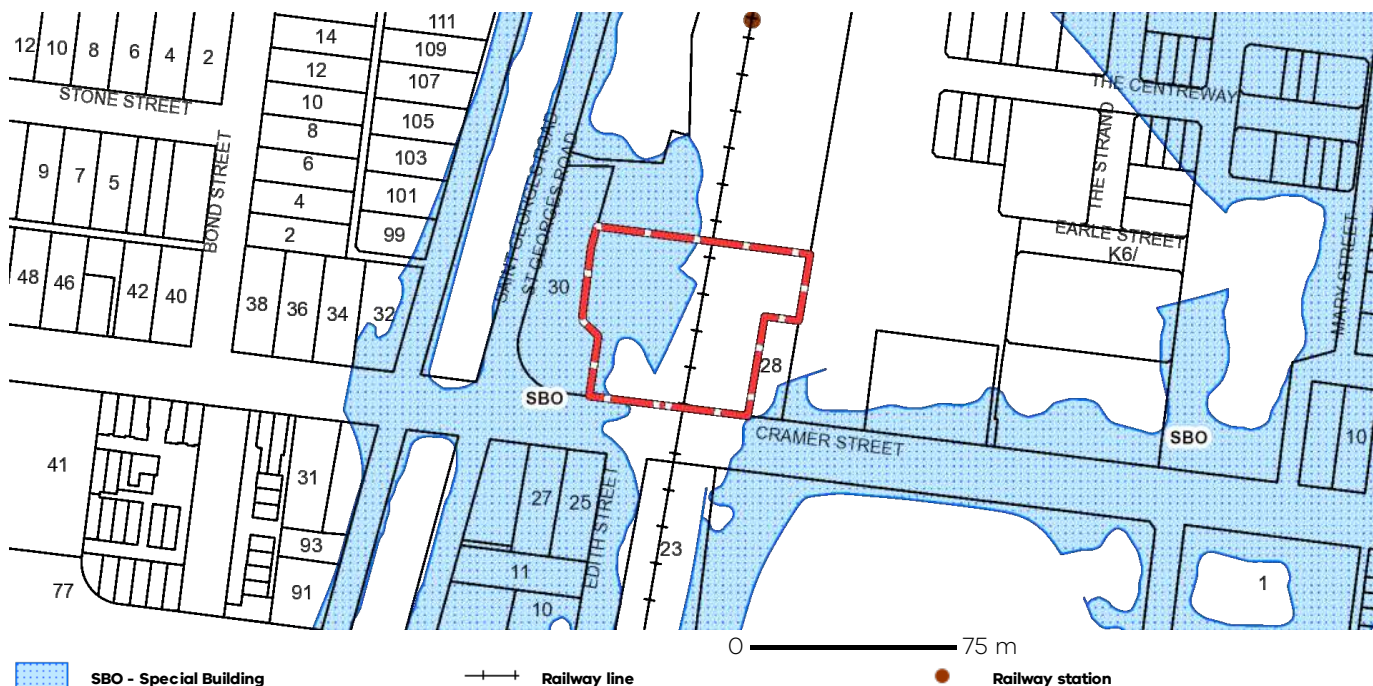 111
14
109
12 10 8 6 4 2
12
107
STONE STREET
10
105
THE CENTREWAY
8
103
THE STRAND
9 7 5
6
101
SAINT GEORGES ROAD
ST GEORGES ROAD
BOND STREET
4
99
2
EARLE STREET
K6/
MARY STREET
48 46 42 40
38 36 34 32
30
28
SBO
CRAMER STREET
SBO
10
41
31
27 25
EDITH STREET
93
23
11
77
91
10
1
0 75 m
SBO - Special Building
Railway line
Railway station